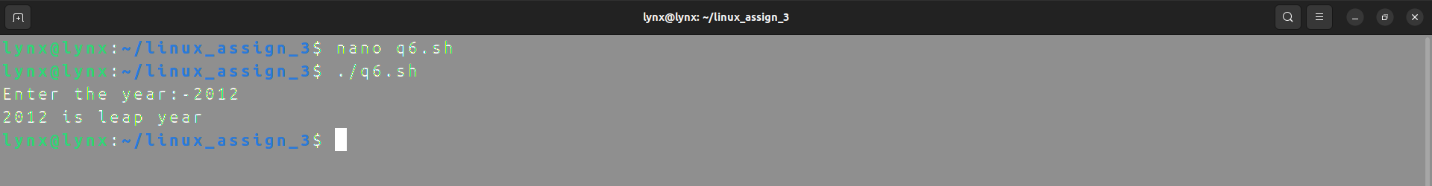 lynx@lynx: ~/linux_assign_3
lynx@lynx:~/linux_assign_3$ nano q6.sh
lynx@lynx:~/linux_assign_3$ ./q6.sh
Enter the year:-2012
2012 is leap year
lynx@lynx:~/linux_assign_3$